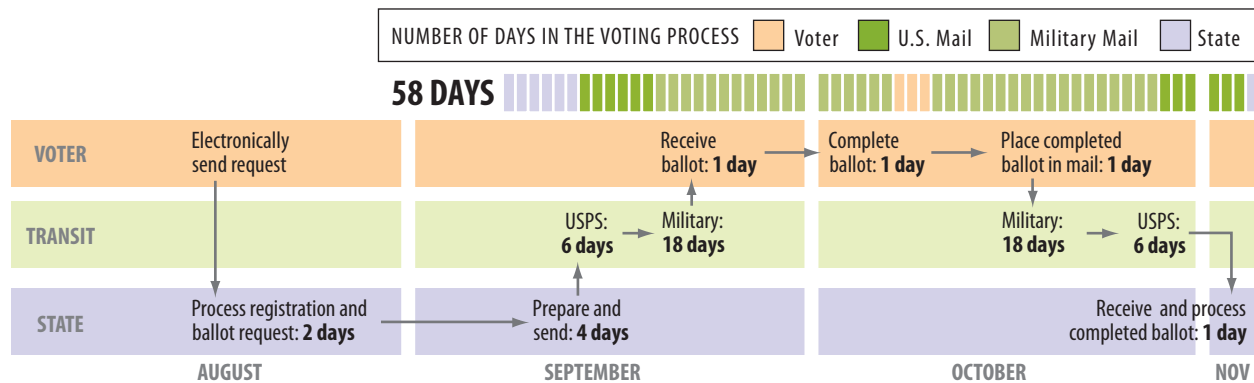 NUMBER OF DAYS IN THE VOTING PROCESS Voter U.S. Mail Military Mail State
58 DAYS
VOTER
Electronically
send request
Receive
ballot: 1 day
Complete
ballot: 1 day
Place completed
ballot in mail: 1 day
TRANSIT
USPS:
6 days
Military:
18 days
Military:
18 days
USPS:
6 days
STATE
Process registration and
ballot request: 2 days
Prepare and
send: 4 days
Receive and process
completed ballot: 1 day
AUGUST SEPTEMBER OCTOBER NOV